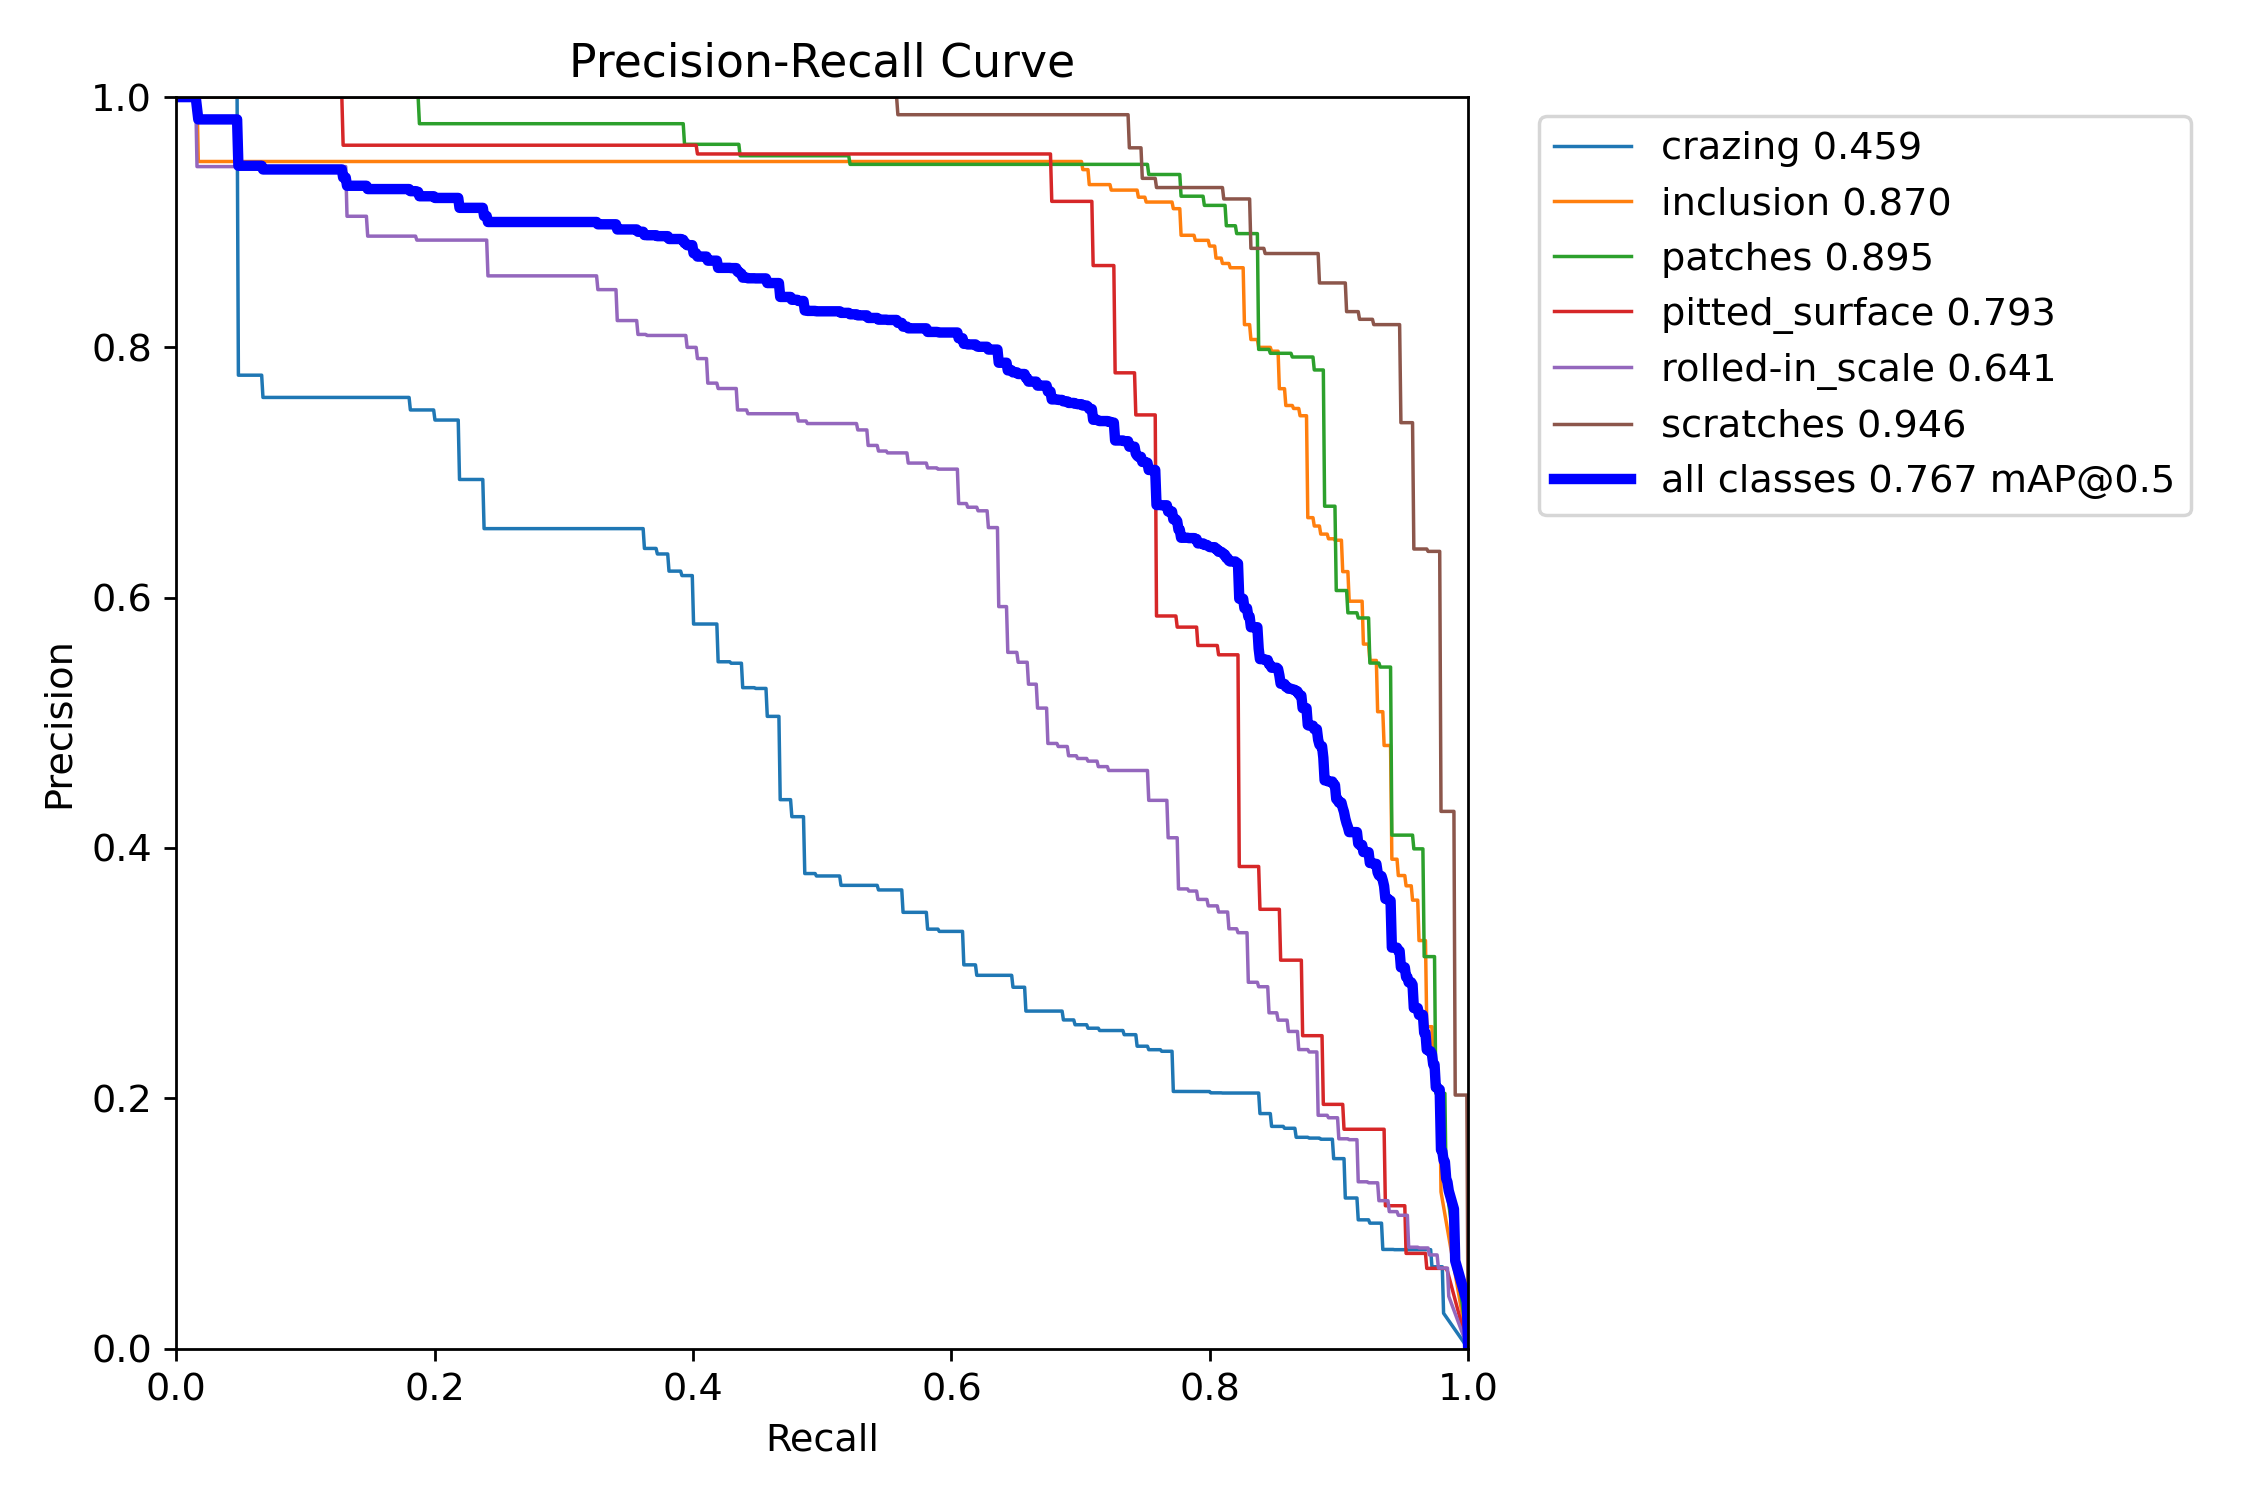 Precision-Recall Curve
1.0
0.8
0.6
0.4
0.2
0.0
Precision
0.0 0.2 0.4 0.6 0.8 1.0
Recall
crazing 0.459
inclusion 0.870
patches 0.895
pitted_surface 0.793
rolled-in_scale 0.641
scratches 0.946
all classes 0.767 mAP@0.5